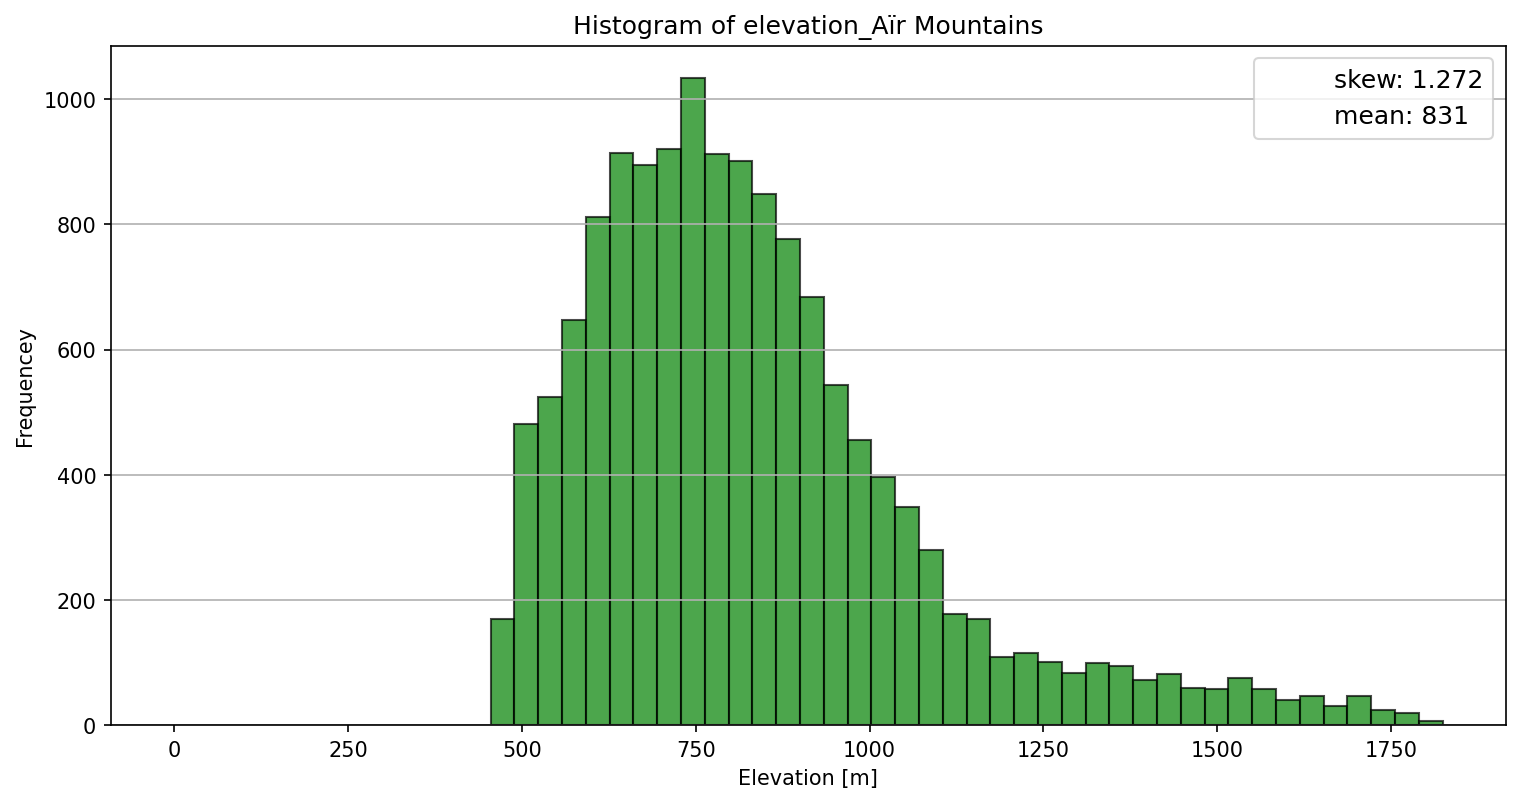 Histogram of elevation_Aïr Mountains
skew: 1.272
mean: 831
1000
800
600
400
200
0
Frequencey
0 250 500 750 1000 1250 1500 1750
Elevation [m]